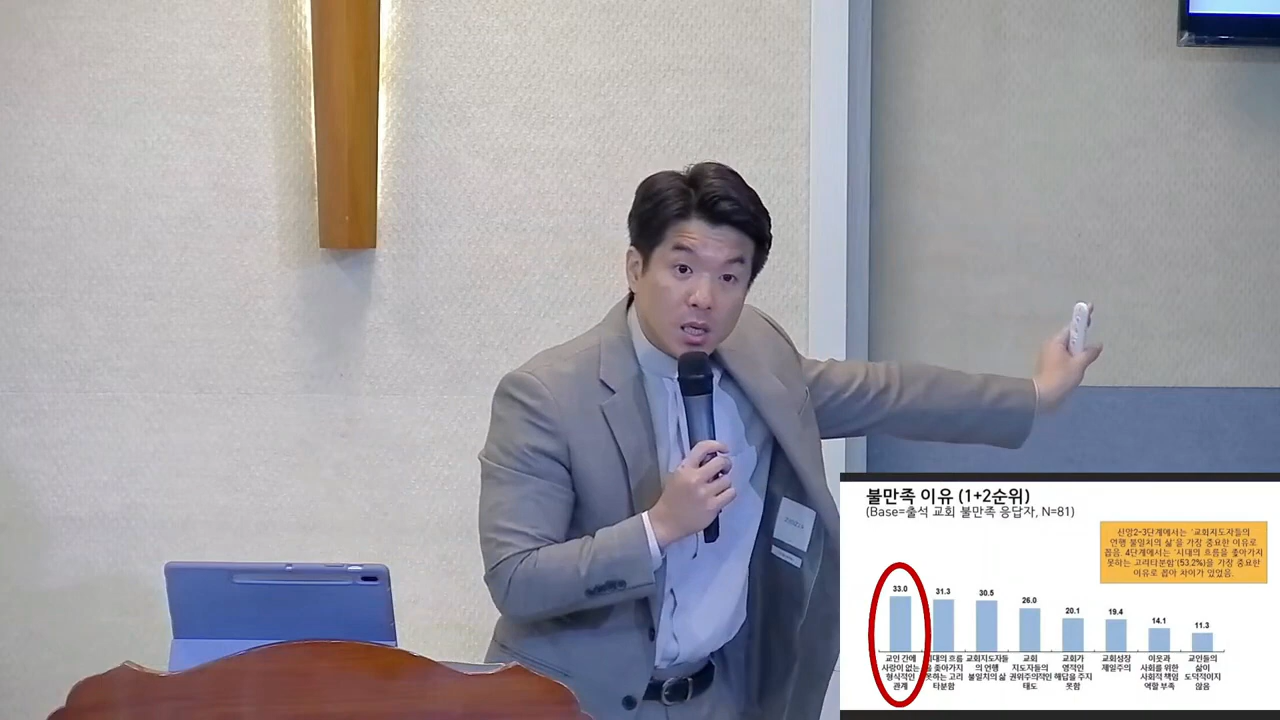 불만족 이유 (1+2순위)
(Base=출석 교회 불만족 응답자, N=81)
신앙2-3단계에서는 '교회지도자들의
언행 불일치의 삶'을 가장 중요한 이유로
꼽음. 4단계에서는 '시대의 흐름을 좇아가지
못하는 고리타분함'(53.2%)을 가장 중요한
이유로 꼽아 차이가 있었음.
33.0
31.3
30.5
26.0
20.1
19.4
14.1
11.3
교인 간에
사랑이 없는
형식적인
관계
시대의 흐름
을 좇아가지
못하는 고리
타분함
교회지도자들
의 언행
불일치의 삶
교회
지도자들의
권위주의적인
태도
교회가
영적인
해답을 주지
못함
교회성장
제일주의
이웃과
사회를 위한
사회적 책임
역할 부족
교인들의
삶이
도덕적이지
않음